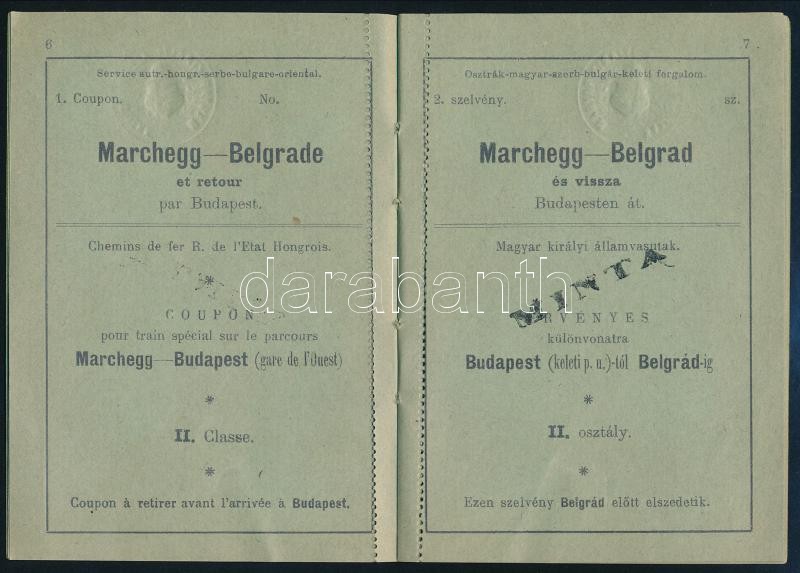 6
Service autr.-hongr.-serbe-bulgare-oriental.
1. Coupon. No.
Marchegg—Belgrade
et retour
par Budapest.
Chemins de fer R. de l'Etat Hongrois.
*
COUPON
pour train spécial sur le parcours
Marchegg—Budapest (gare de l'Ouest)
*
II. Classe.
*
Coupon à retirer avant l'arrivée à Budapest.
7
Osztrák-magyar-szerb-bulgár-keleti forgalom.
2. szelvény. sz.
Marchegg—Belgrad
és vissza
Budapesten át.
Magyar királyi államvasutak.
MINTA
ÉRVÉNYES
különvonatra
Budapest (keleti p. u.)-tól Belgrád-ig
*
II. osztály.
*
Ezen szelvény Belgrád előtt elszedetik.
darabanth